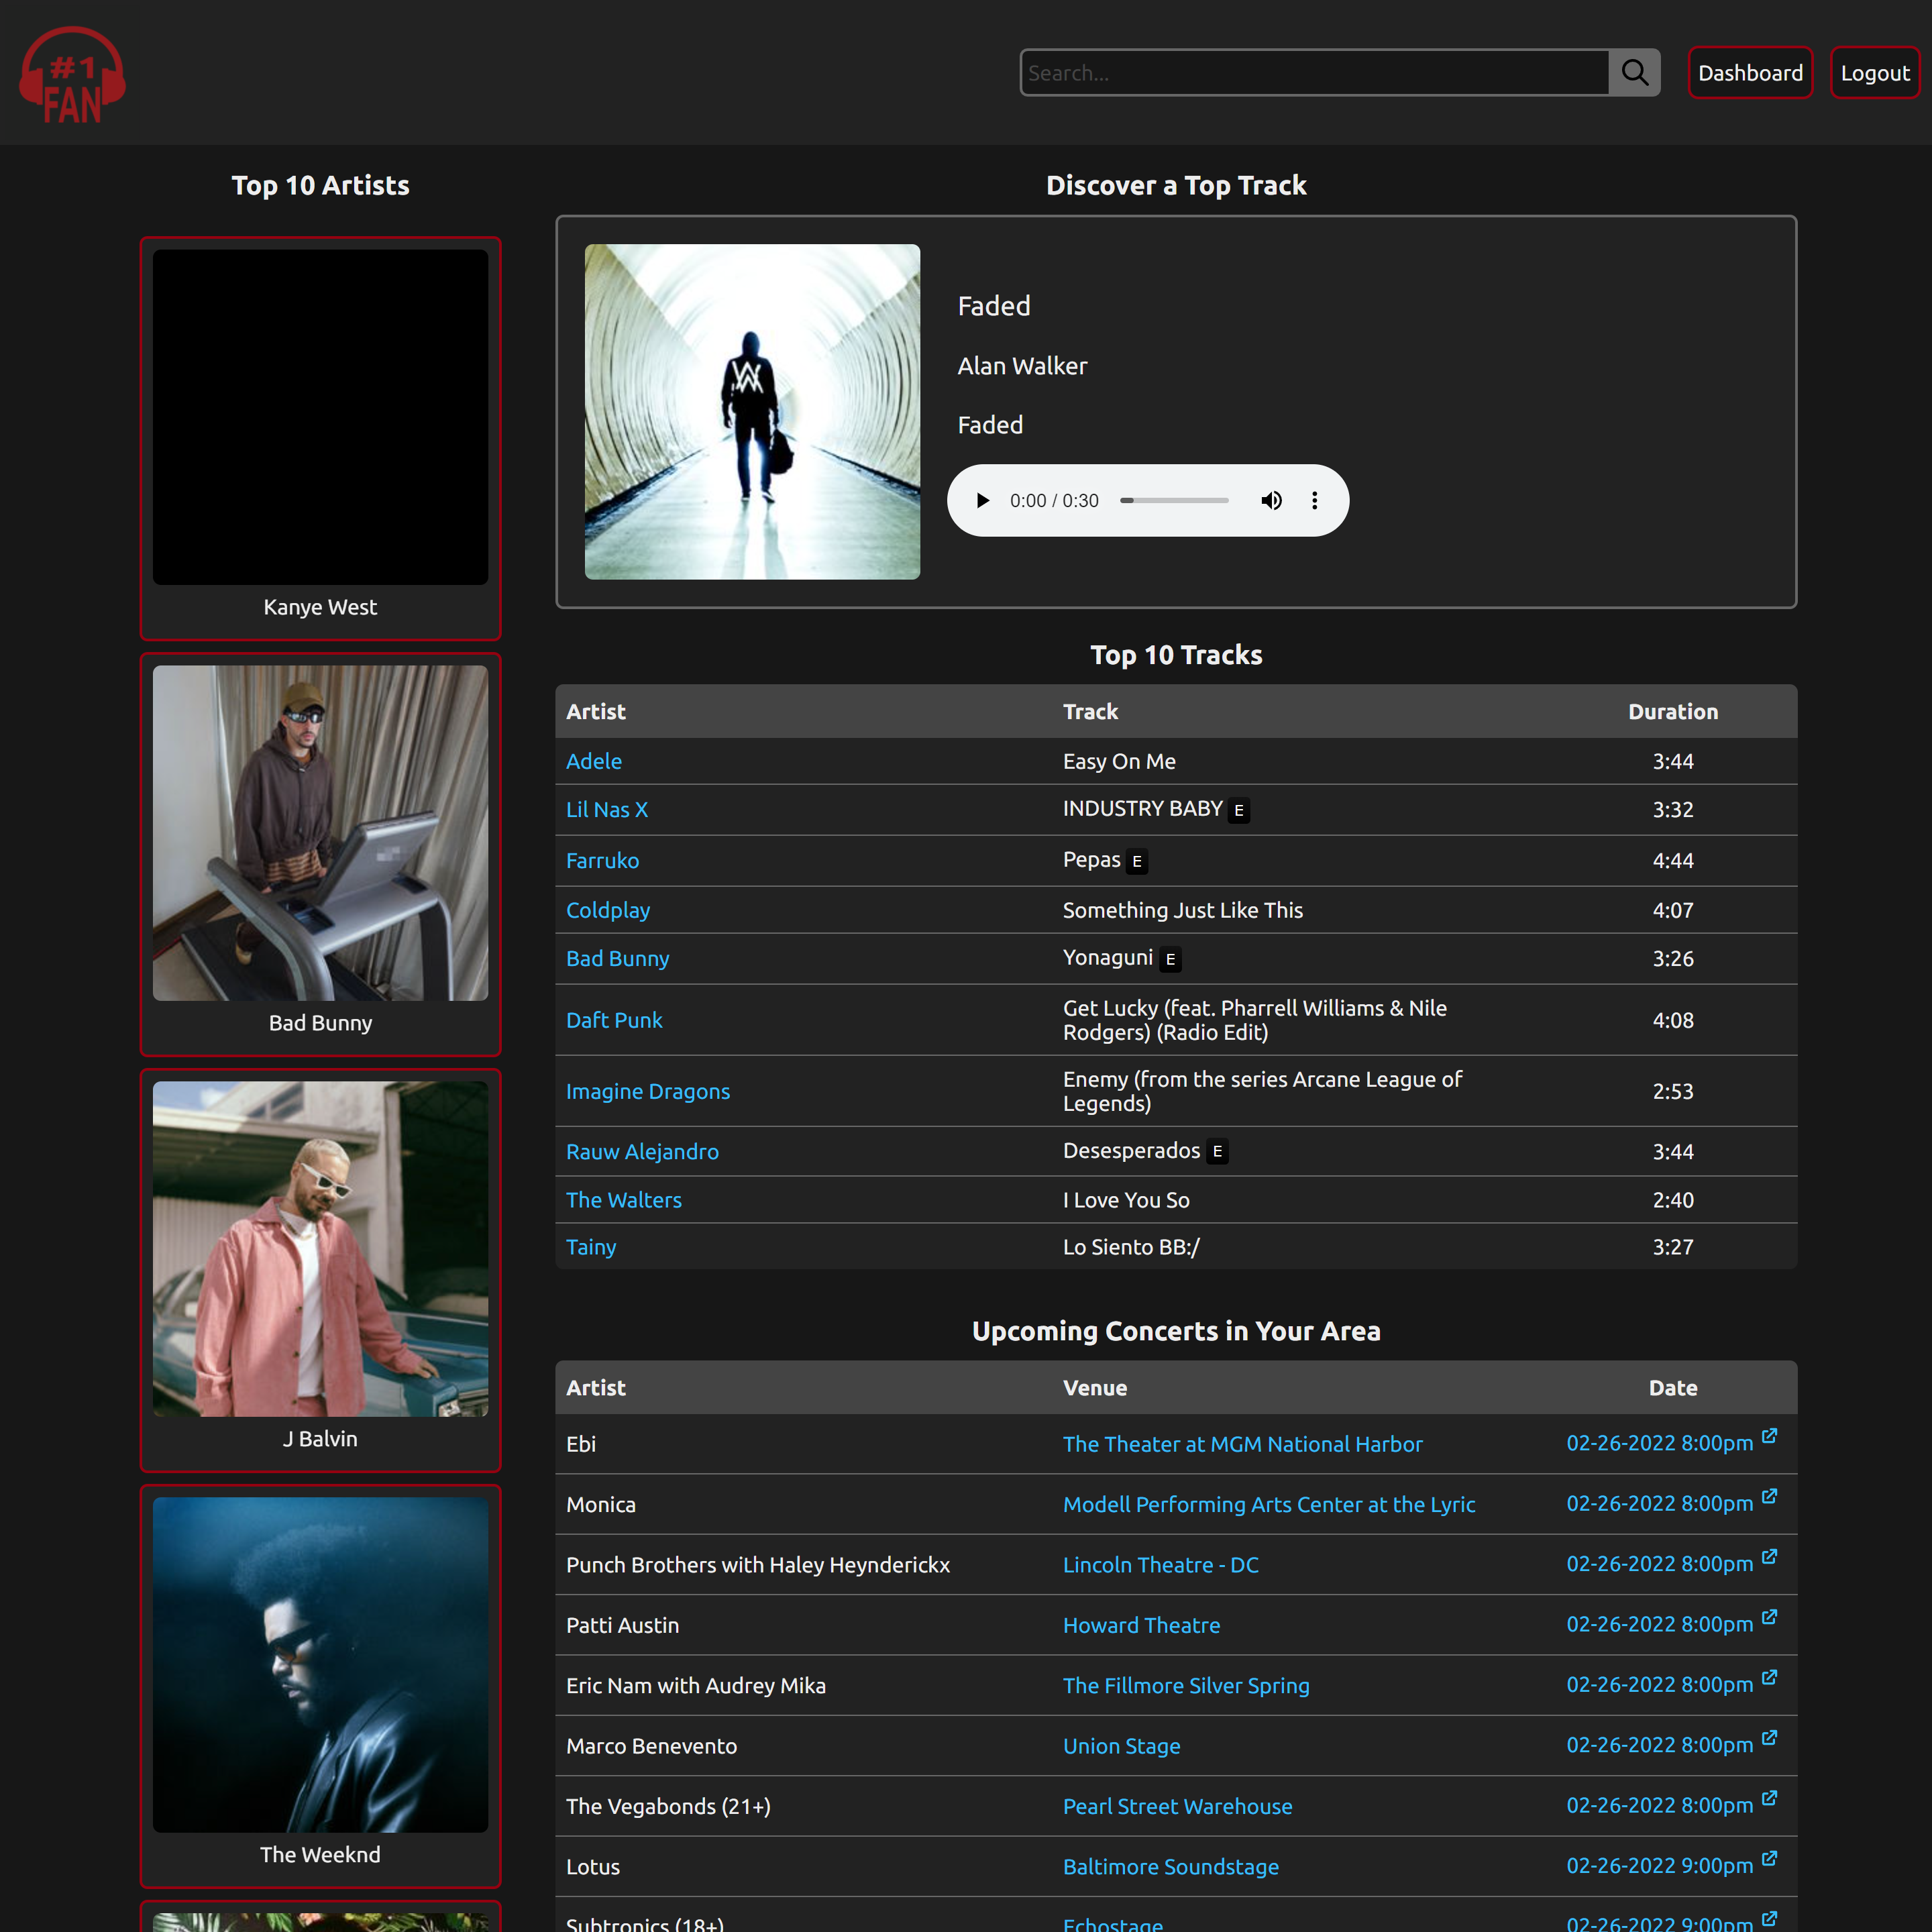 #1
FAN
Search...
Dashboard
Logout
Top 10 Artists
Kanye West
Bad Bunny
J Balvin
The Weeknd
Discover a Top Track
Faded
Alan Walker
Faded
0:00 / 0:30
Top 10 Tracks
Artist Track Duration
Adele Easy On Me 3:44
Lil Nas X INDUSTRY BABY E 3:32
Farruko Pepas E 4:44
Coldplay Something Just Like This 4:07
Bad Bunny Yonaguni E 3:26
Daft Punk Get Lucky (feat. Pharrell Williams & Nile
Rodgers) (Radio Edit) 4:08
Imagine Dragons Enemy (from the series Arcane League of
Legends) 2:53
Rauw Alejandro Desesperados E 3:44
The Walters I Love You So 2:40
Tainy Lo Siento BB:/ 3:27
Upcoming Concerts in Your Area
Artist Venue Date
Ebi The Theater at MGM National Harbor 02-26-2022 8:00pm
Monica Modell Performing Arts Center at the Lyric 02-26-2022 8:00pm
Punch Brothers with Haley Heynderickx Lincoln Theatre - DC 02-26-2022 8:00pm
Patti Austin Howard Theatre 02-26-2022 8:00pm
Eric Nam with Audrey Mika The Fillmore Silver Spring 02-26-2022 8:00pm
Marco Benevento Union Stage 02-26-2022 8:00pm
The Vegabonds (21+) Pearl Street Warehouse 02-26-2022 8:00pm
Lotus Baltimore Soundstage 02-26-2022 9:00pm
Subtronics (18+) Echostage 02-26-2022 9:00pm